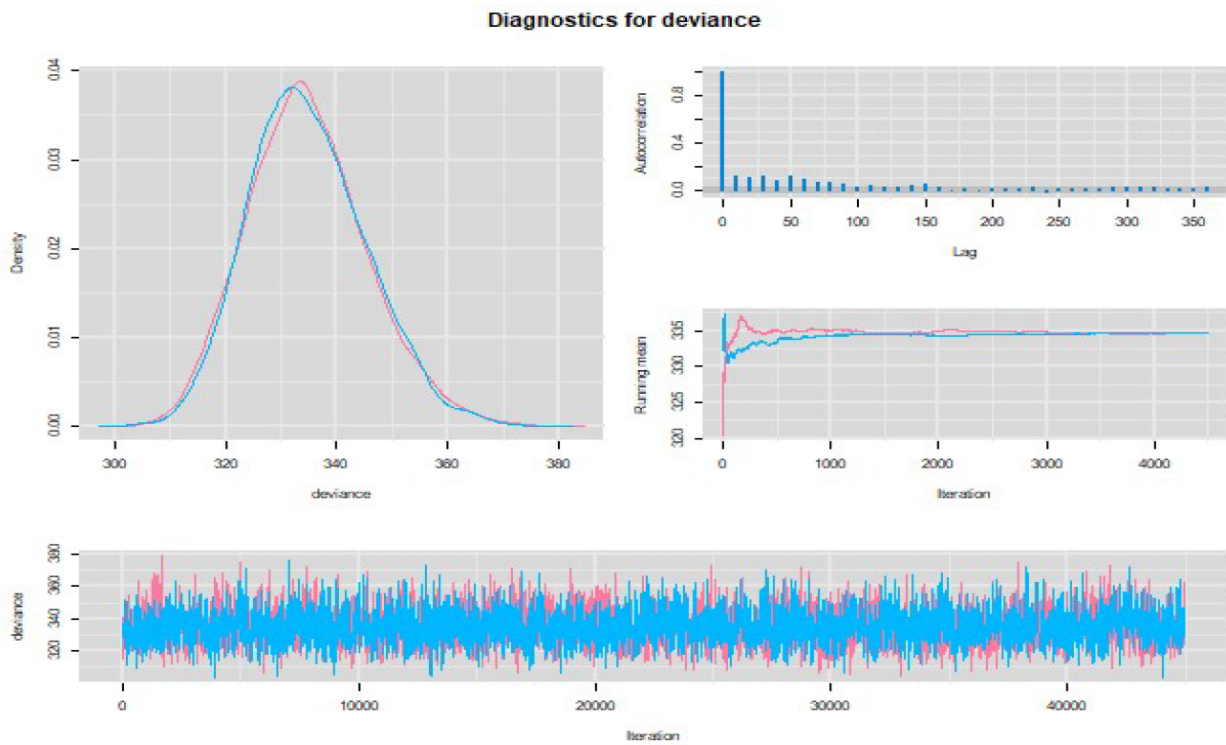 Diagnostics for deviance
Density
0.00 0.01 0.02 0.03 0.04
300 320 340 360 380
deviance
Autocorrelation
0.0 0.4 0.8
0 50 100 150 200 250 300 350
Lag
Running mean
320 325 330 335
0 1000 2000 3000 4000
Iteration
deviance
320 340 360 380
0 10000 20000 30000 40000
Iteration